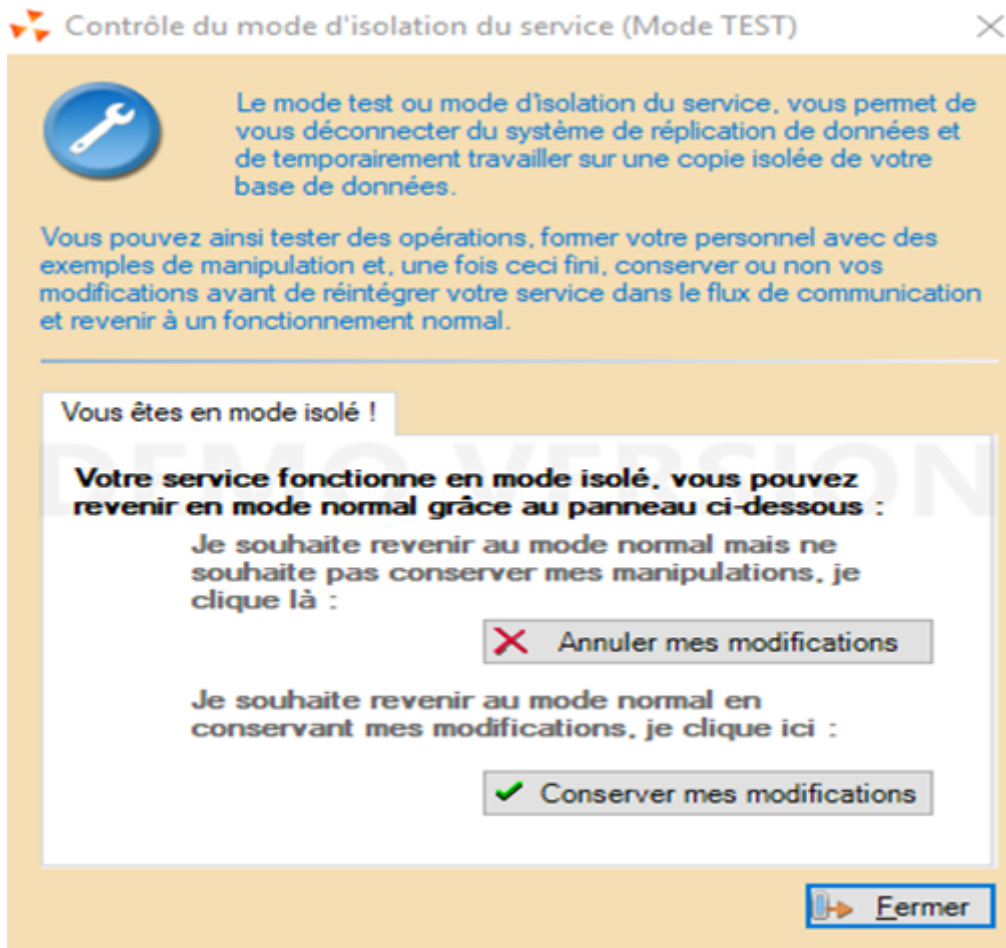 Contrôle du mode d'isolation du service (Mode TEST)
Le mode test ou mode d'isolation du service, vous permet de
vous déconnecter du système de réplication de données et
de temporairement travailler sur une copie isolée de votre
base de données.
Vous pouvez ainsi tester des opérations, former votre personnel avec des
exemples de manipulation et, une fois ceci fini, conserver ou non vos
modifications avant de réintégrer votre service dans le flux de communication
et revenir à un fonctionnement normal.
Vous êtes en mode isolé !
DEMO VERSION
Votre service fonctionne en mode isolé, vous pouvez
revenir en mode normal grâce au panneau ci-dessous :
Je souhaite revenir au mode normal mais ne
souhaite pas conserver mes manipulations, je
clique là :
Annuler mes modifications
Je souhaite revenir au mode normal en
conservant mes modifications, je clique ici :
Conserver mes modifications
Fermer